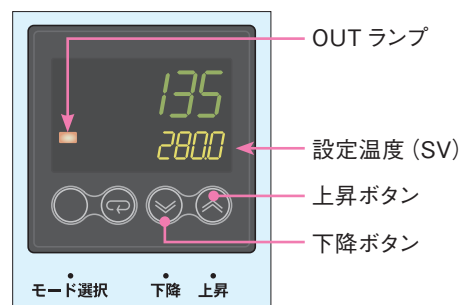 OUT ランプ
135
280.0
設定温度（SV）
上昇ボタン
下降ボタン
モード選択 下降 上昇